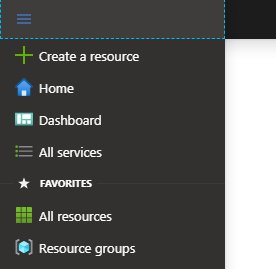 Create a resource
Home
Dashboard
All services
FAVORITES
All resources
Resource groups